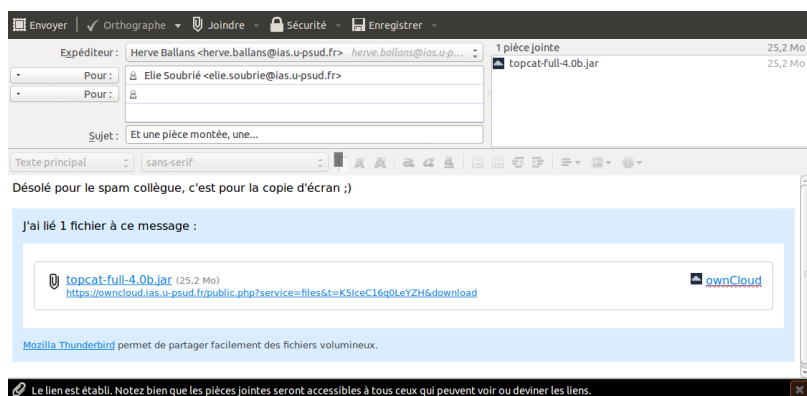 Envoyer Orthographe Joindre Sécurité Enregistrer
Expéditeur : Herve Ballans <herve.ballans@ias.u-psud.fr> herve.ballans@ias.u-p...
Pour : Elie Soubrié <elie.soubrie@ias.u-psud.fr>
Pour :
Sujet : Et une pièce montée, une...
1 pièce jointe 25,2 Mo
topcat-full-4.0b.jar 25,2 Mo
Texte principal sans-serif
Désolé pour le spam collègue, c'est pour la copie d'écran ;)
J'ai lié 1 fichier à ce message :
topcat-full-4.0b.jar (25,2 Mo) ownCloud
https://owncloud.ias.u-psud.fr/public.php?service=files&t=K5IceC16q0LeYZH&download
Mozilla Thunderbird permet de partager facilement des fichiers volumineux.
Le lien est établi. Notez bien que les pièces jointes seront accessibles à tous ceux qui peuvent voir ou deviner les liens.